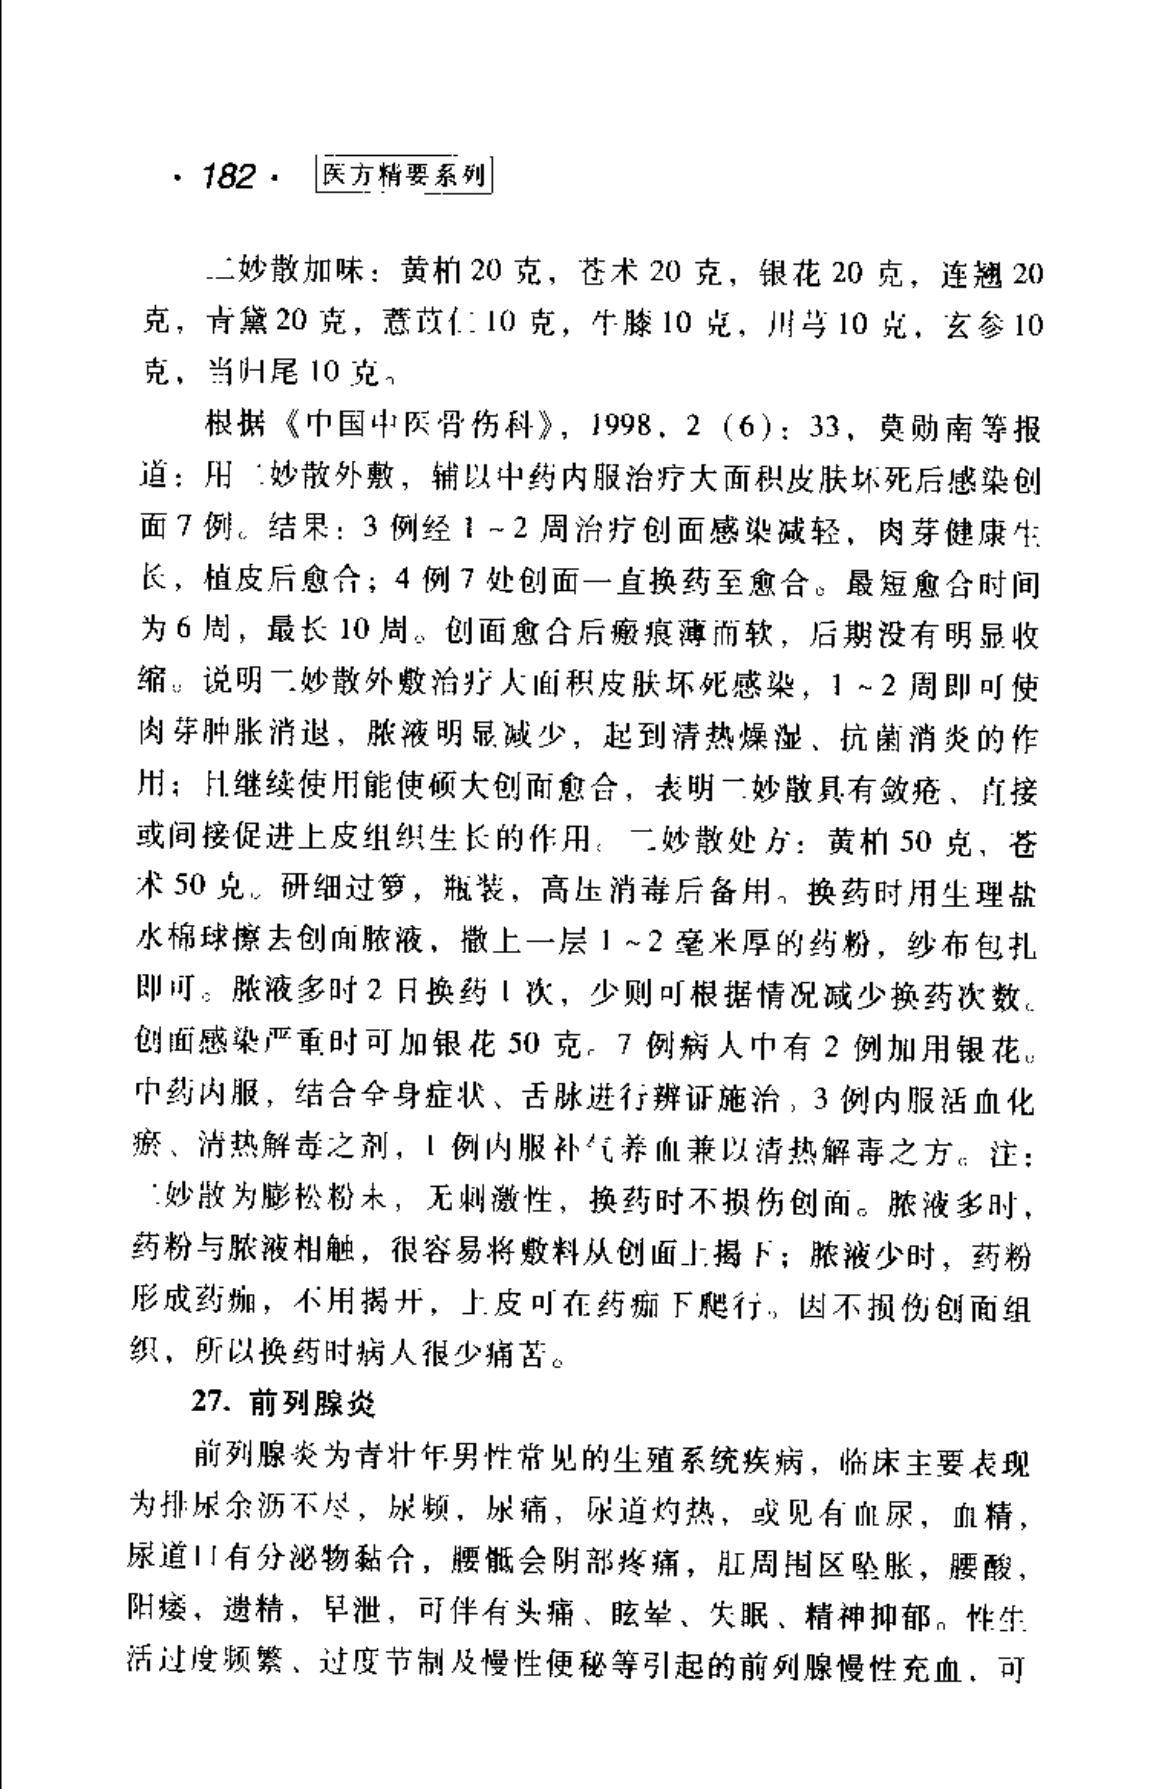 · 182 · 医方精要系列
二妙散加味：黄柏 20 克，苍术 20 克，银花 20 克，连翘 20
克，青黛 20 克，薏苡仁 10 克，牛膝 10 克，川芎 10 克，玄参 10
克，当归尾 10 克。
根据《中国中医骨伤科》，1998，2（6）：33，莫勋南等报
道：用二妙散外敷，辅以中药内服治疗大面积皮肤坏死后感染创
面 7 例。结果：3 例经 1～2 周治疗创面感染减轻，肉芽健康生
长，植皮后愈合；4 例 7 处创面一直换药至愈合。最短愈合时间
为 6 周，最长 10 周。创面愈合后瘢痕薄而软，后期没有明显收
缩。说明二妙散外敷治疗大面积皮肤坏死感染，1～2 周即可使
肉芽肿胀消退，脓液明显减少，起到清热燥湿、抗菌消炎的作
用；且继续使用能使硕大创面愈合，表明二妙散具有敛疮、直接
或间接促进上皮组织生长的作用。二妙散处方：黄柏 50 克、苍
术 50 克。研细过箩，瓶装，高压消毒后备用。换药时用生理盐
水棉球擦去创面脓液，撒上一层 1～2 毫米厚的药粉，纱布包扎
即可。脓液多时 2 日换药 1 次，少则可根据情况减少换药次数。
创面感染严重时可加银花 50 克。7 例病人中有 2 例加用银花。
中药内服，结合全身症状、舌脉进行辨证施治。3 例内服活血化
瘀、清热解毒之剂，1 例内服补气养血兼以清热解毒之方。注：
二妙散为膨松粉末，无刺激性，换药时不损伤创面。脓液多时，
药粉与脓液相触，很容易将敷料从创面上揭下；脓液少时，药粉
形成药痂，不用揭开，上皮可在药痂下爬行。因不损伤创面组
织，所以换药时病人很少痛苦。
27. 前列腺炎
前列腺炎为青壮年男性常见的生殖系统疾病，临床主要表现
为排尿余沥不尽，尿频，尿痛，尿道灼热，或见有血尿，血精，
尿道口有分泌物黏合，腰骶会阴部疼痛，肛周围区坠胀，腰酸，
阳痿，遗精，早泄，可伴有头痛、眩晕、失眠、精神抑郁。性生
活过度频繁、过度节制及慢性便秘等引起的前列腺慢性充血，可